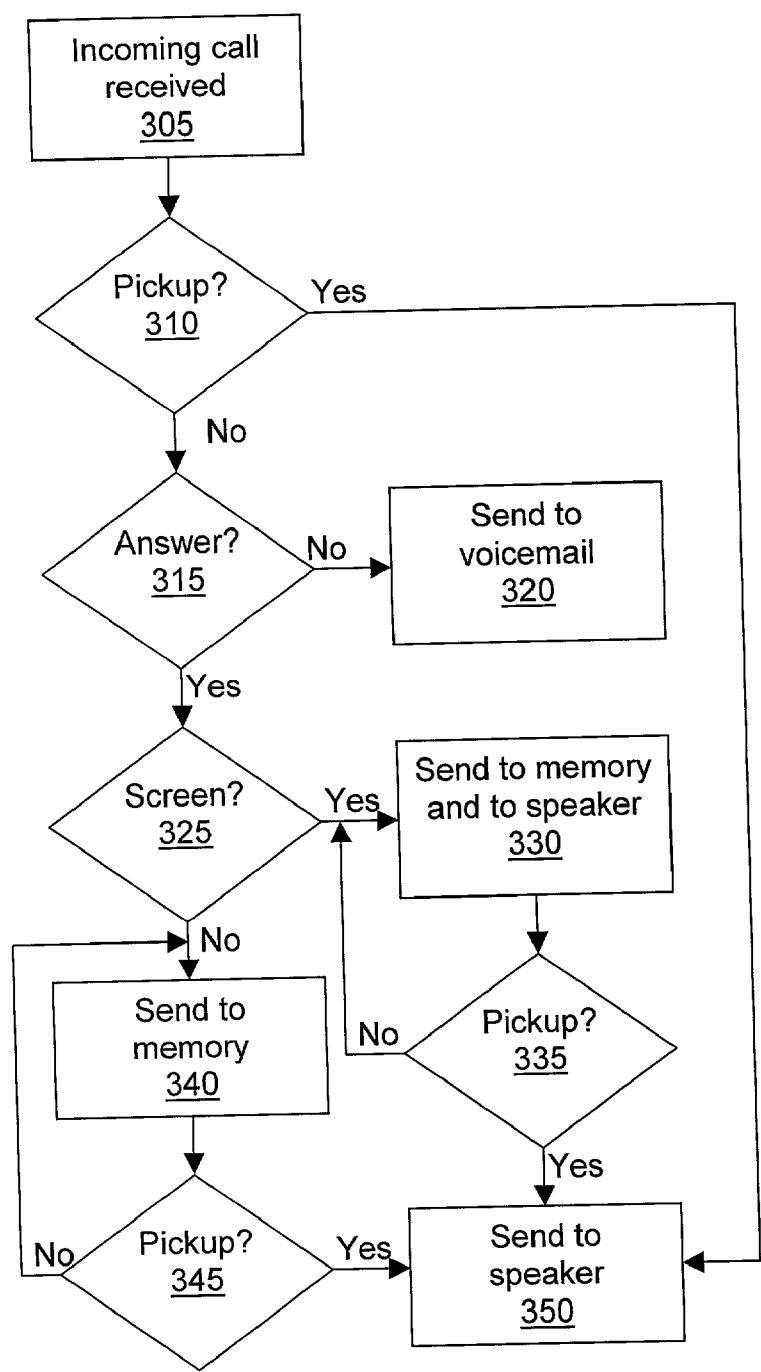 Incoming call
received
305
Pickup?
310
Yes
No
Answer?
315
No
Send to
voicemail
320
Yes
Screen?
325
Yes
Send to memory
and to speaker
330
No
Send to
memory
340
No
Pickup?
335
Yes
No
Pickup?
345
Yes
Send to
speaker
350